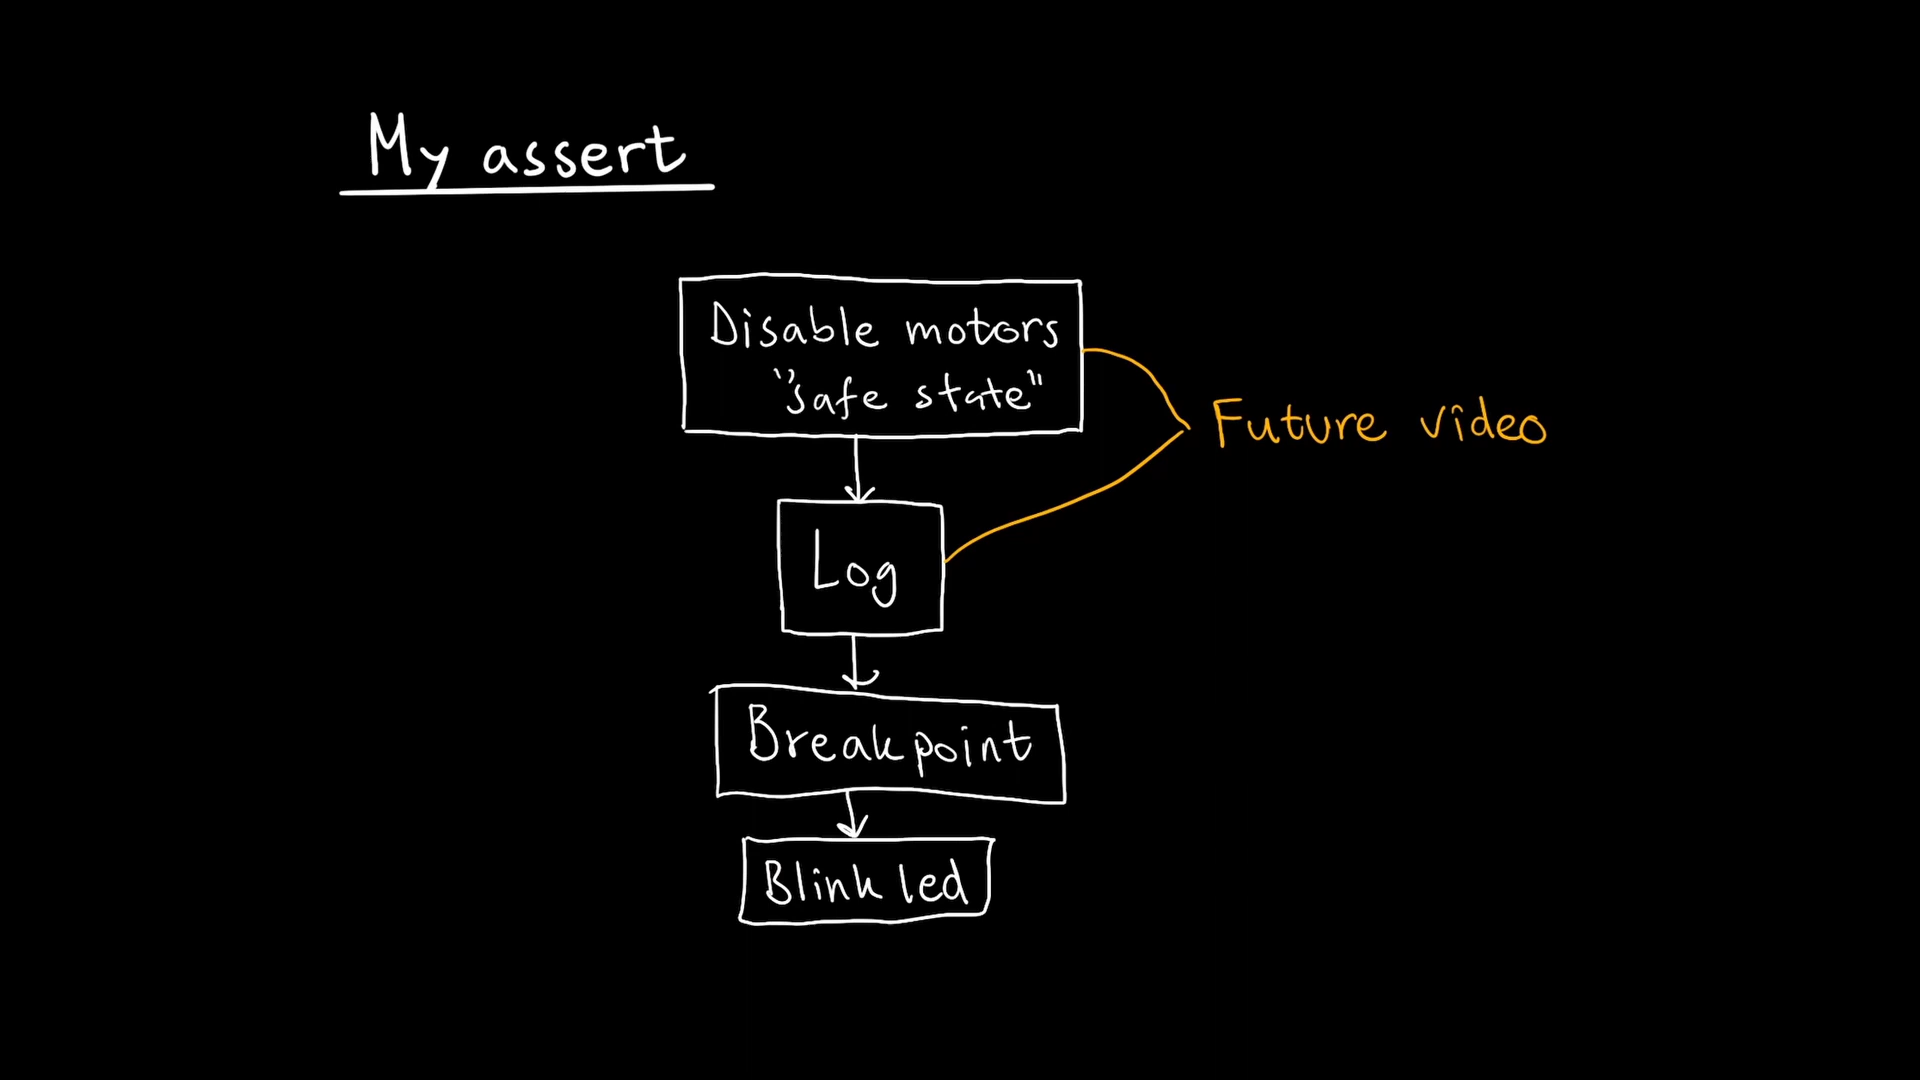 My assert
Disable motors
"safe state"
Future video
Log
Breakpoint
Blink led